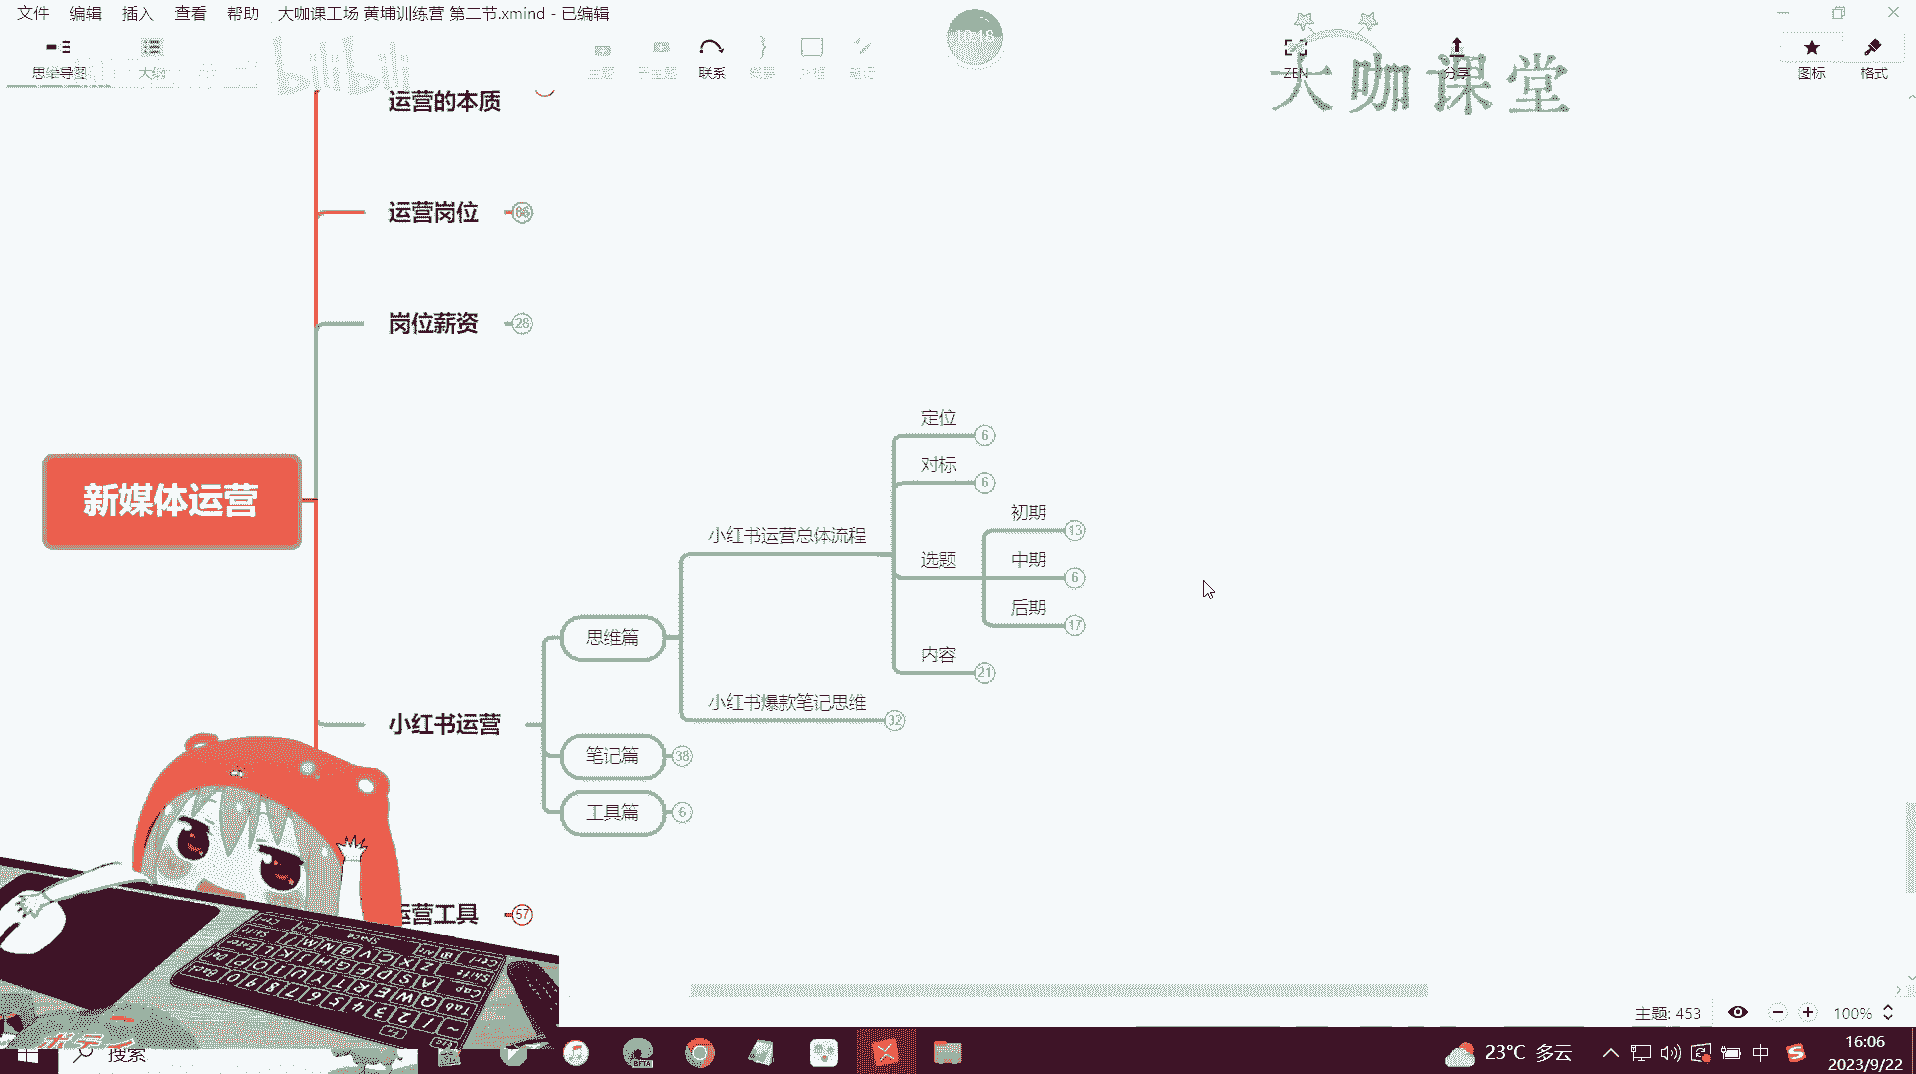 文件 编辑 插入 查看 帮助 大咖课工场 黄埔训练营 第二节.xmind - 已编辑
思维导图 大纲
bilibili
主题 子主题 联系 概要 外框 笔记
10:18
ZEN 分享
大咖课堂
图标 格式
运营的本质
运营岗位 86
岗位薪资 28
新媒体运营
定位 6
对标 6
初期 13
小红书运营总体流程
选题 中期 6
后期 17
思维篇
内容 21
小红书爆款笔记思维 32
小红书运营
笔记篇 38
工具篇 6
运营工具 57
主题: 453 100%
搜索
BETA
23°C 多云
中
16:06
2023/9/22